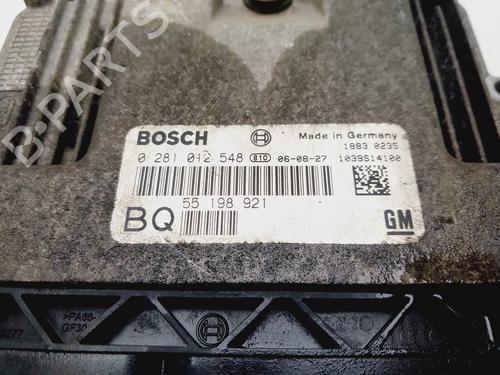 B-PARTS
BOSCH
Made in Germany
1883 0235
0 281 012 548 810 06-08-27 1039S14100
55 198 921
BQ
GM
>PA66-
GF30